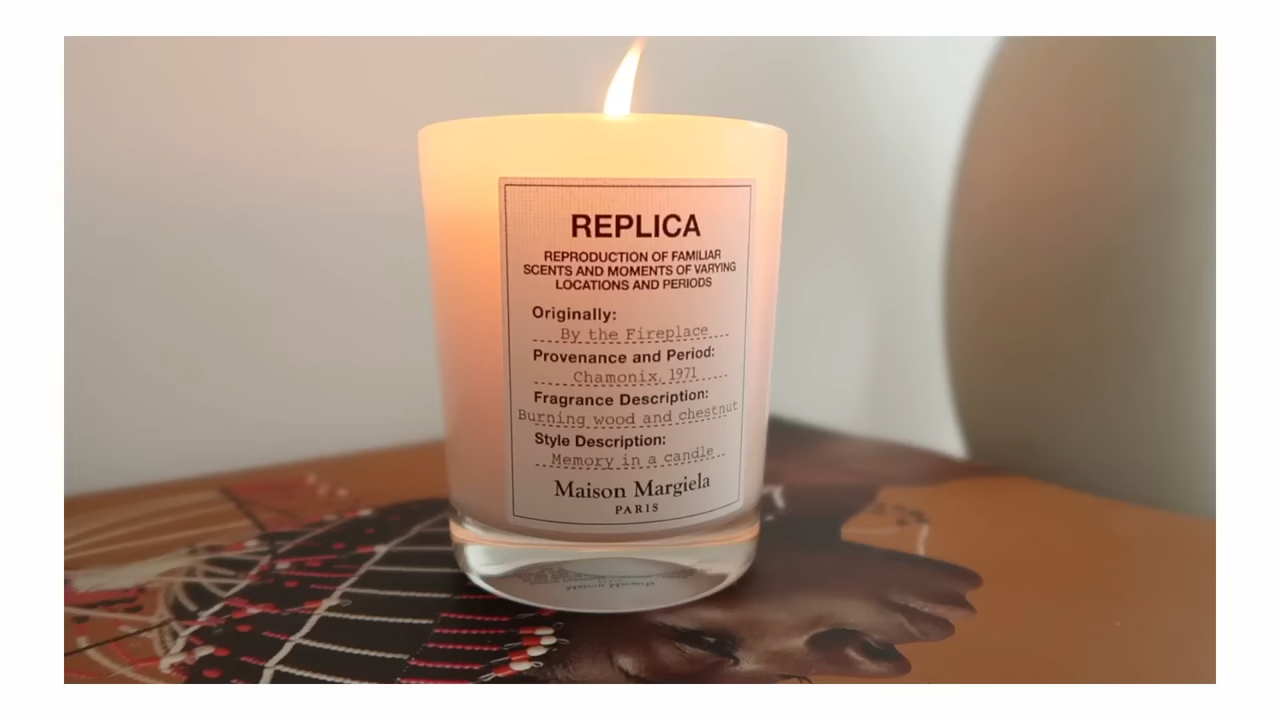 REPLICA
REPRODUCTION OF FAMILIAR
SCENTS AND MOMENTS OF VARYING
LOCATIONS AND PERIODS
Originally:
By the Fireplace
Provenance and Period:
Chamonix, 1971
Fragrance Description:
Burning wood and chestnut
Style Description:
Memory in a candle
Maison Margiela
PARIS